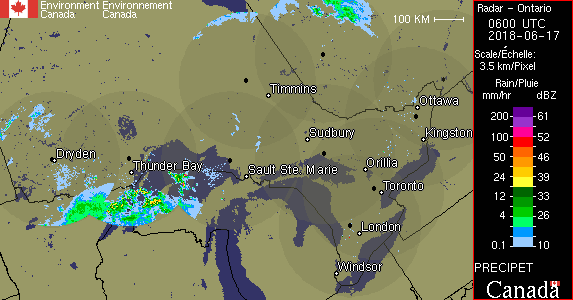 Environment Environnement
Canada Canada
100 KM
Timmins
Ottawa
Sudbury
Kingston
Dryden
Thunder Bay
Sault Ste. Marie
Orillia
Toronto
London
Windsor
Radar - Ontario
0600 UTC
2018-06-17
Scale/Échelle:
3.5 km/Pixel
Rain/Pluie
mm/hr dBZ
200 61
100 52
50 46
24 39
12 33
4 26
0.1 10
PRECIPET
Canada